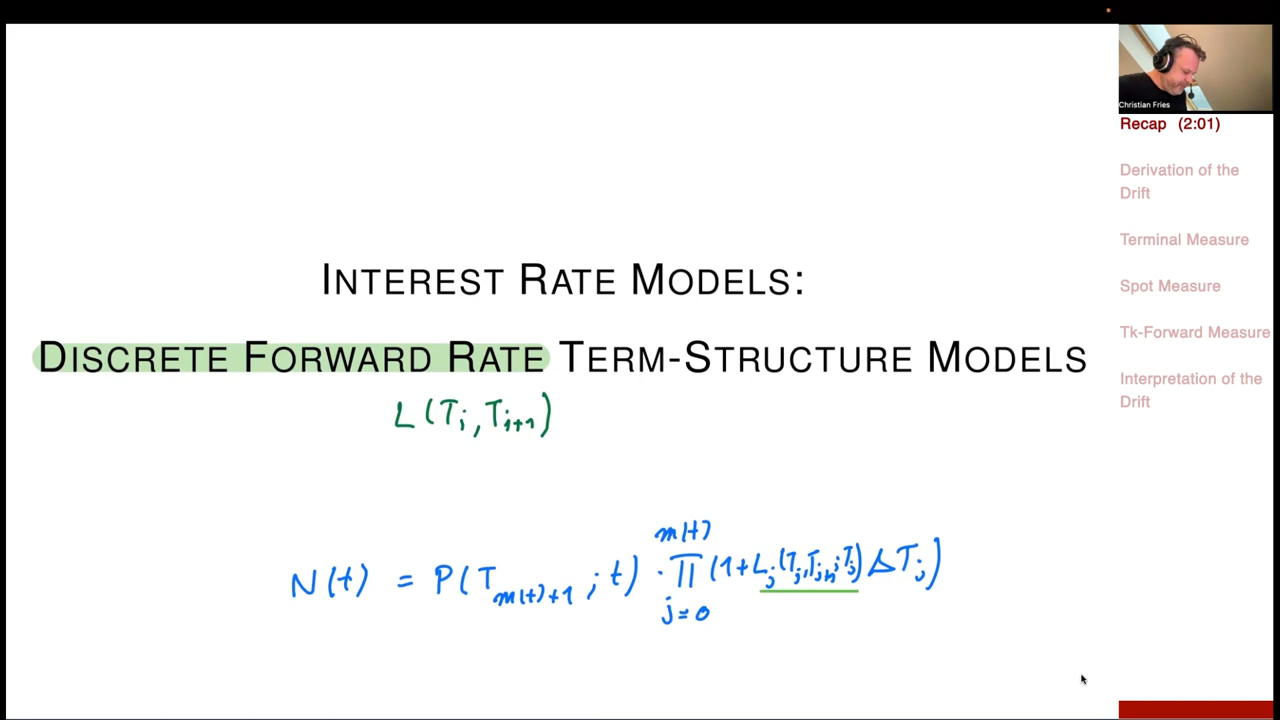 INTEREST RATE MODELS:
DISCRETE FORWARD RATE TERM-STRUCTURE MODELS
L(Ti, Ti+1)
m(t)
N(t) = P(Tm(t)+1 ; t) · ∏ (1+Lj(Tj,Tj+1;Tj) ΔTj)
j=0
Christian Fries
Recap (2:01)
Derivation of the
Drift
Terminal Measure
Spot Measure
Tk-Forward Measure
Interpretation of the
Drift